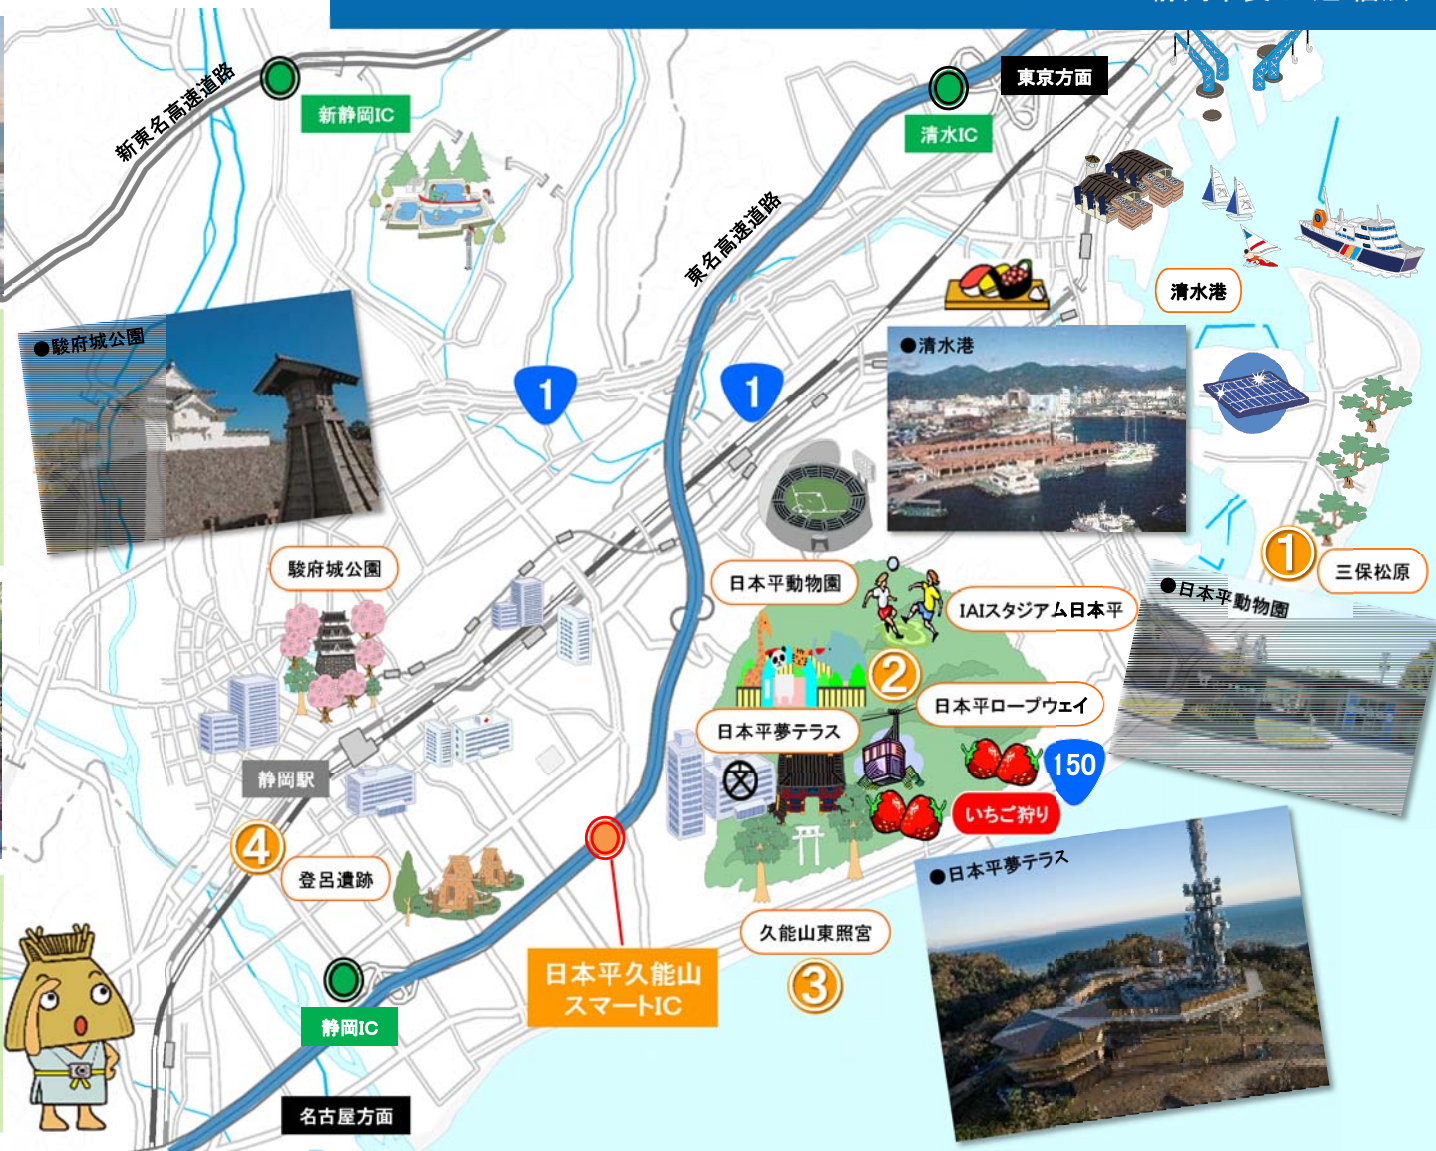 新東名高速道路
新静岡IC
清水IC
東京方面
東名高速道路
清水港
●駿府城公園
1
1
●清水港
駿府城公園
日本平動物園
IAIスタジアム日本平
1
三保松原
●日本平動物園
2
日本平ロープウェイ
日本平夢テラス
150
文
いちご狩り
静岡駅
4
登呂遺跡
●日本平夢テラス
久能山東照宮
3
日本平久能山
スマートIC
静岡IC
名古屋方面